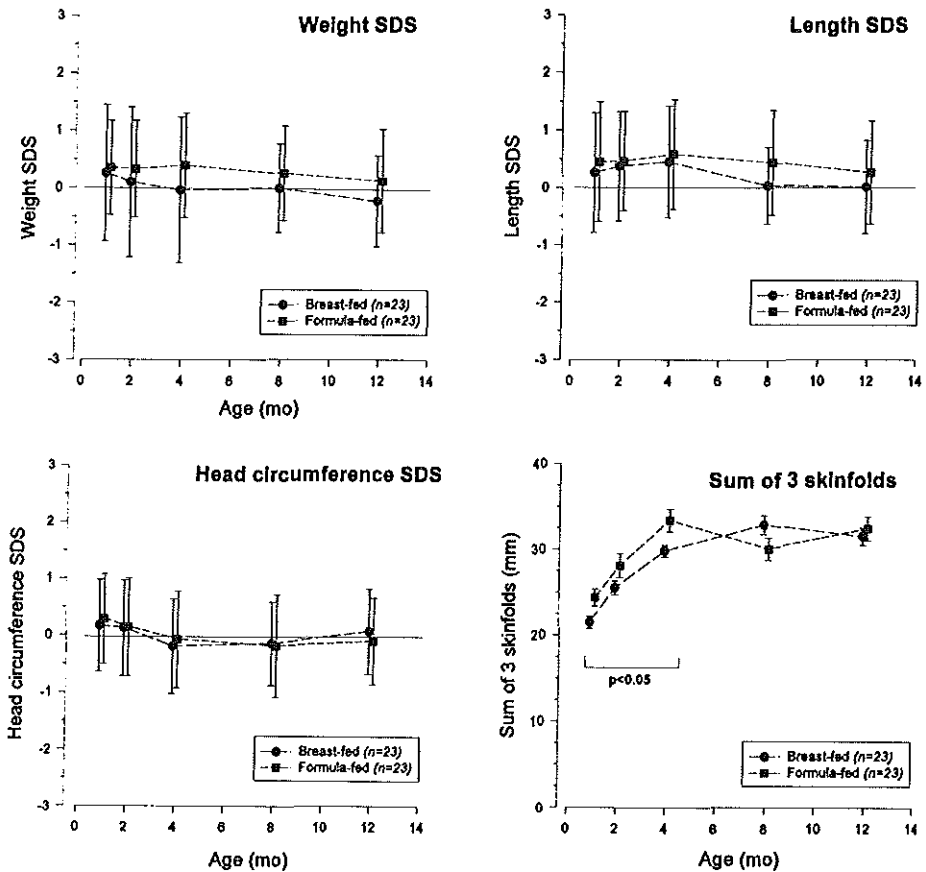 Weight SDS
3
2
1
0
-1
-2
-3
Weight SDS
Breast-fed (n=23)
Formula-fed (n=23)
0 2 4 6 8 10 12 14
Age (mo)
Length SDS
3
2
1
0
-1
-2
-3
Length SDS
Breast-fed (n=23)
Formula-fed (n=23)
0 2 4 6 8 10 12 14
Age (mo)
Head circumference SDS
3
2
1
0
-1
-2
-3
Head circumference SDS
Breast-fed (n=23)
Formula-fed (n=23)
0 2 4 6 8 10 12 14
Age (mo)
Sum of 3 skinfolds
40
30
20
10
0
Sum of 3 skinfolds (mm)
p<0.05
Breast-fed (n=23)
Formula-fed (n=23)
0 2 4 6 8 10 12 14
Age (mo)